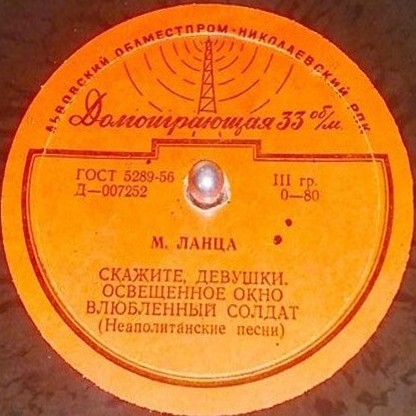 ЛЬВОВСКИЙ ОБЛМЕСТПРОМ-НИКОЛАЕВСКИЙ РПК
Долгоиграющая 33 об/м.
ГОСТ 5289-56
Д—007252
III гр.
0—80
М. ЛАНЦА
СКАЖИТЕ, ДЕВУШКИ.
ОСВЕЩЕННОЕ ОКНО
ВЛЮБЛЕННЫЙ СОЛДАТ
(Неаполитанские песни)